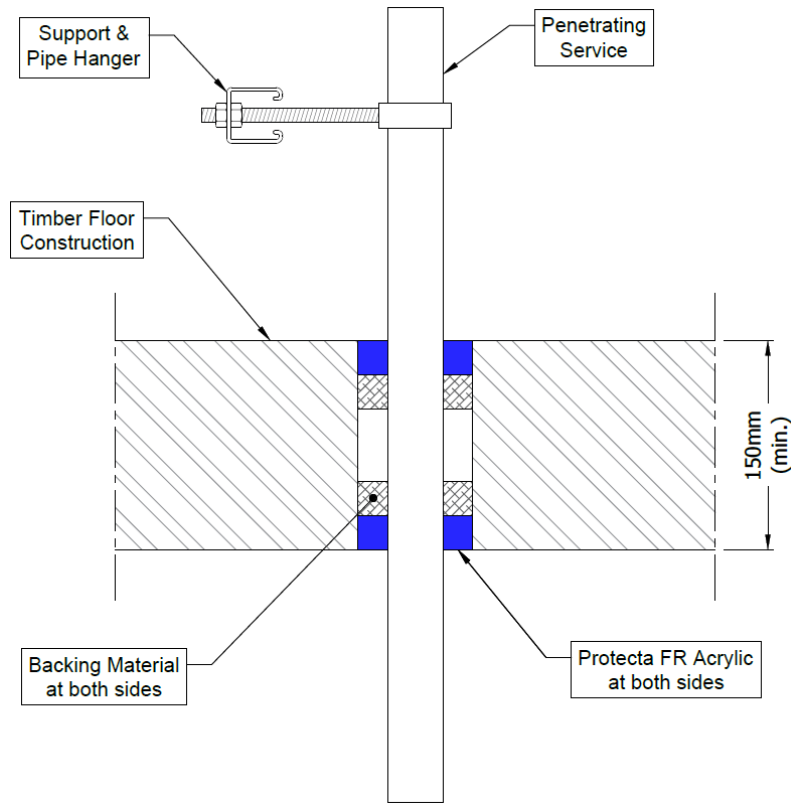 Support &
Pipe Hanger
Penetrating
Service
Timber Floor
Construction
150mm
(min.)
Backing Material
at both sides
Protecta FR Acrylic
at both sides